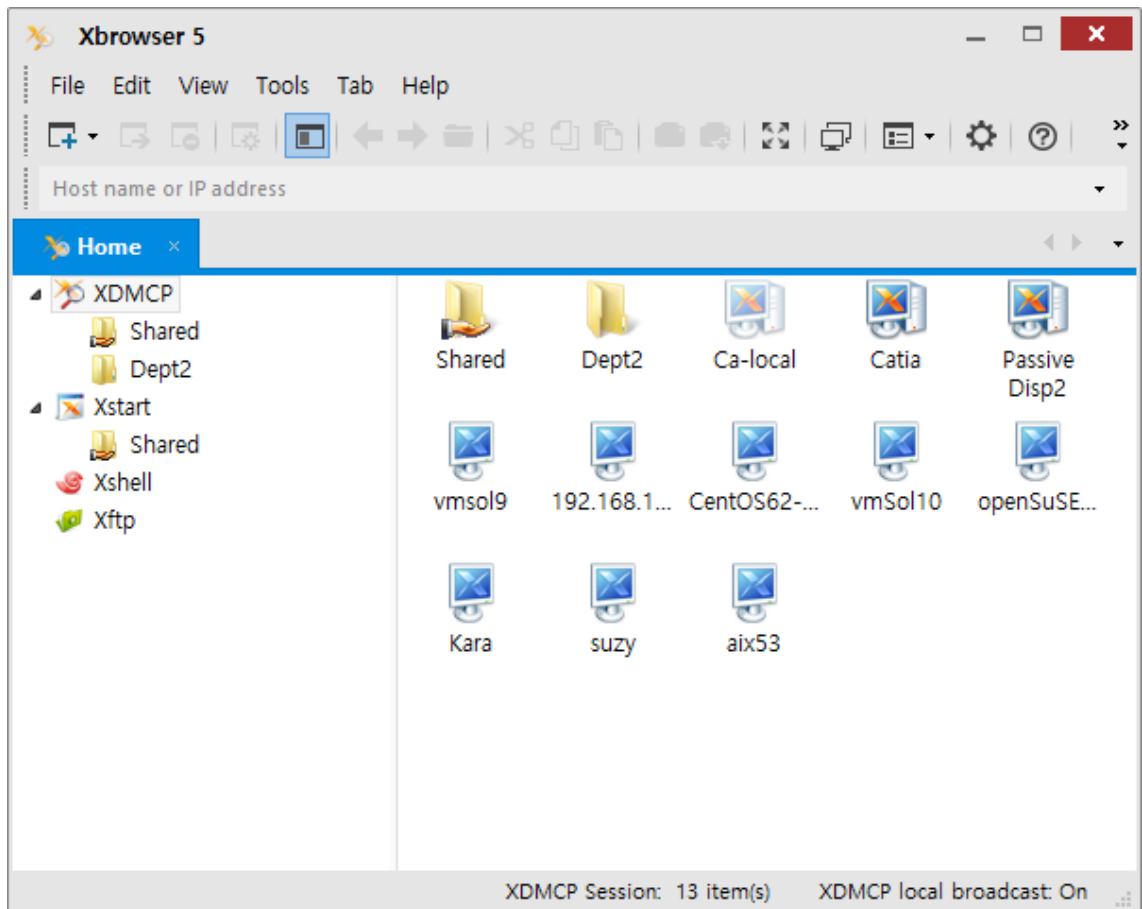 Xbrowser 5
File Edit View Tools Tab Help
Host name or IP address
Home
XDMCP
Shared
Dept2
Xstart
Shared
Xshell
Xftp
Shared Dept2 Ca-local Catia Passive
Disp2
vmsol9 192.168.1... CentOS62-... vmSol10 openSuSE...
Kara suzy aix53
XDMCP Session: 13 item(s) XDMCP local broadcast: On